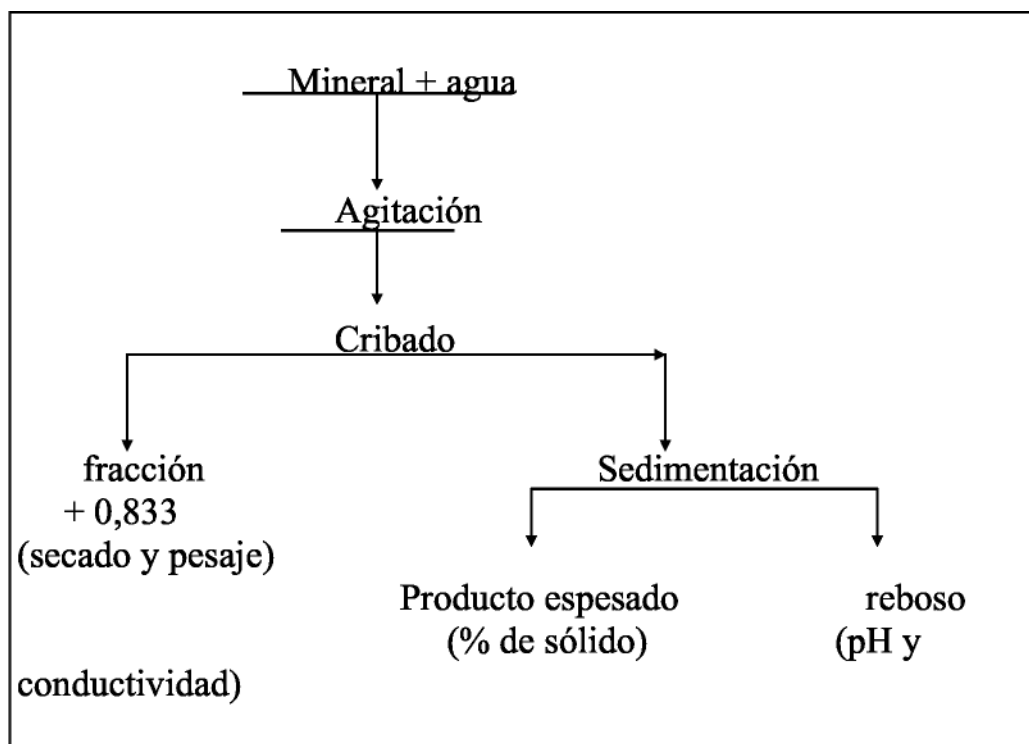 Mineral + agua
Agitación
Cribado
fracción Sedimentación
+ 0,833
(secado y pesaje)
Producto espesado reboso
(% de sólido) (pH y
conductividad)